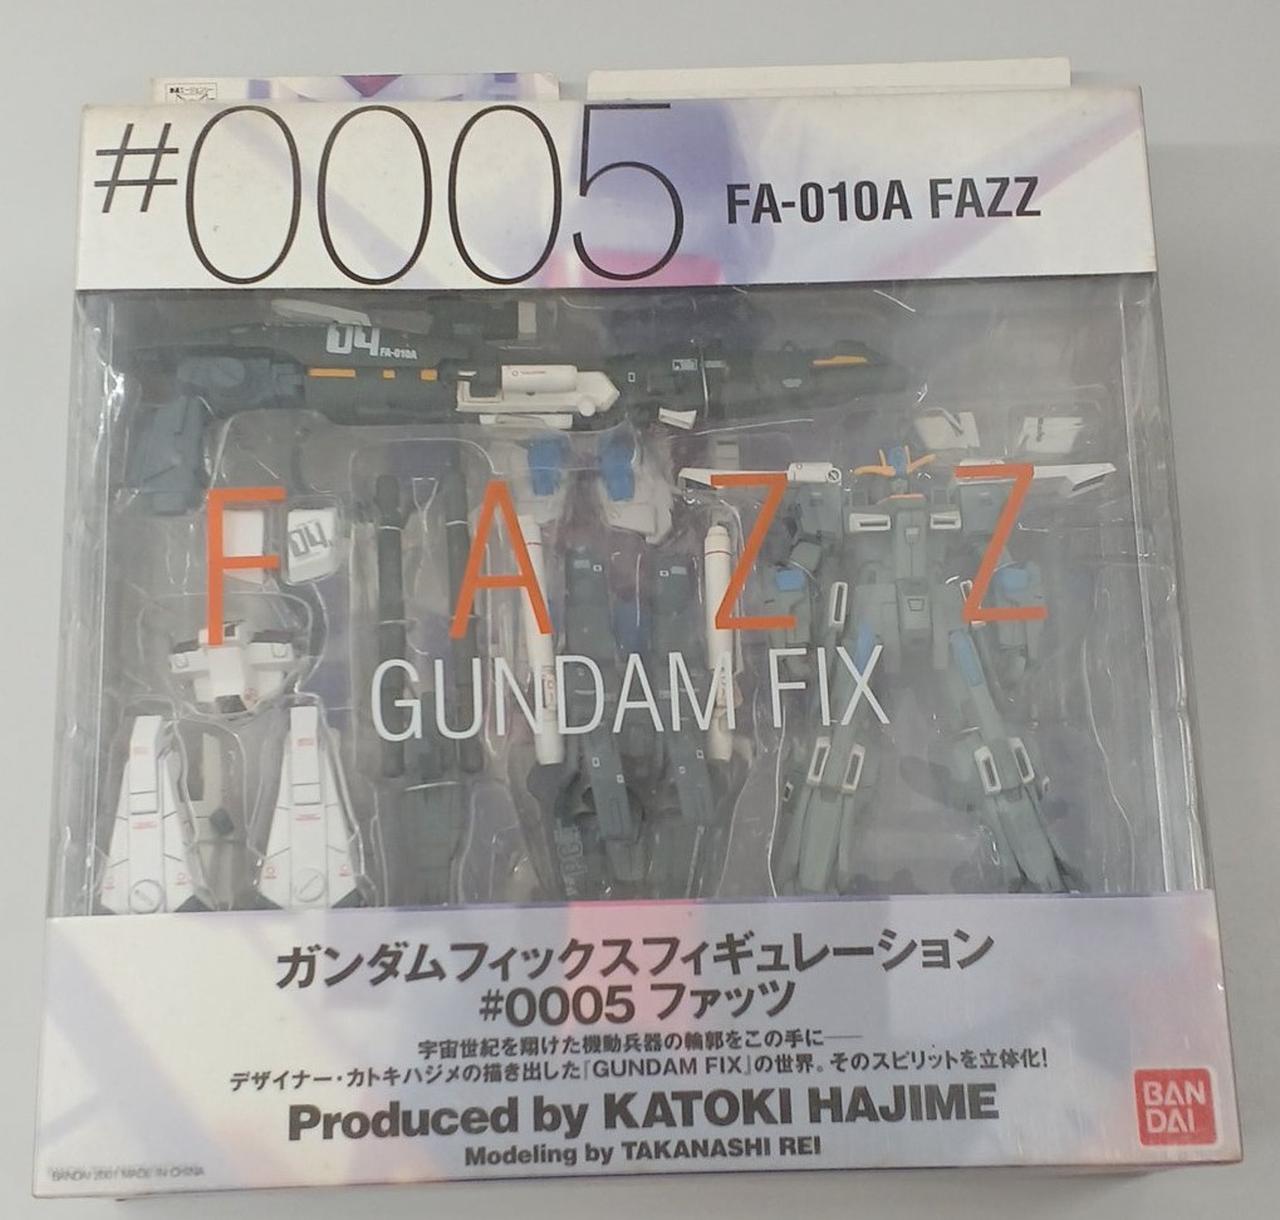 #0005 FA-010A FAZZ
04 FA-010A
04
FAZZ
GUNDAM FIX
ガンダムフィックスフィギュレーション
#0005 ファッツ
宇宙世紀を翔けた機動兵器の輪郭をこの手に──
デザイナー・カトキハジメの描き出した「GUNDAM FIX」の世界。そのスピリットを立体化!
Produced by KATOKI HAJIME
Modeling by TAKANASHI REI
BAN
DAI
BANDAI 2001 MADE IN CHINA